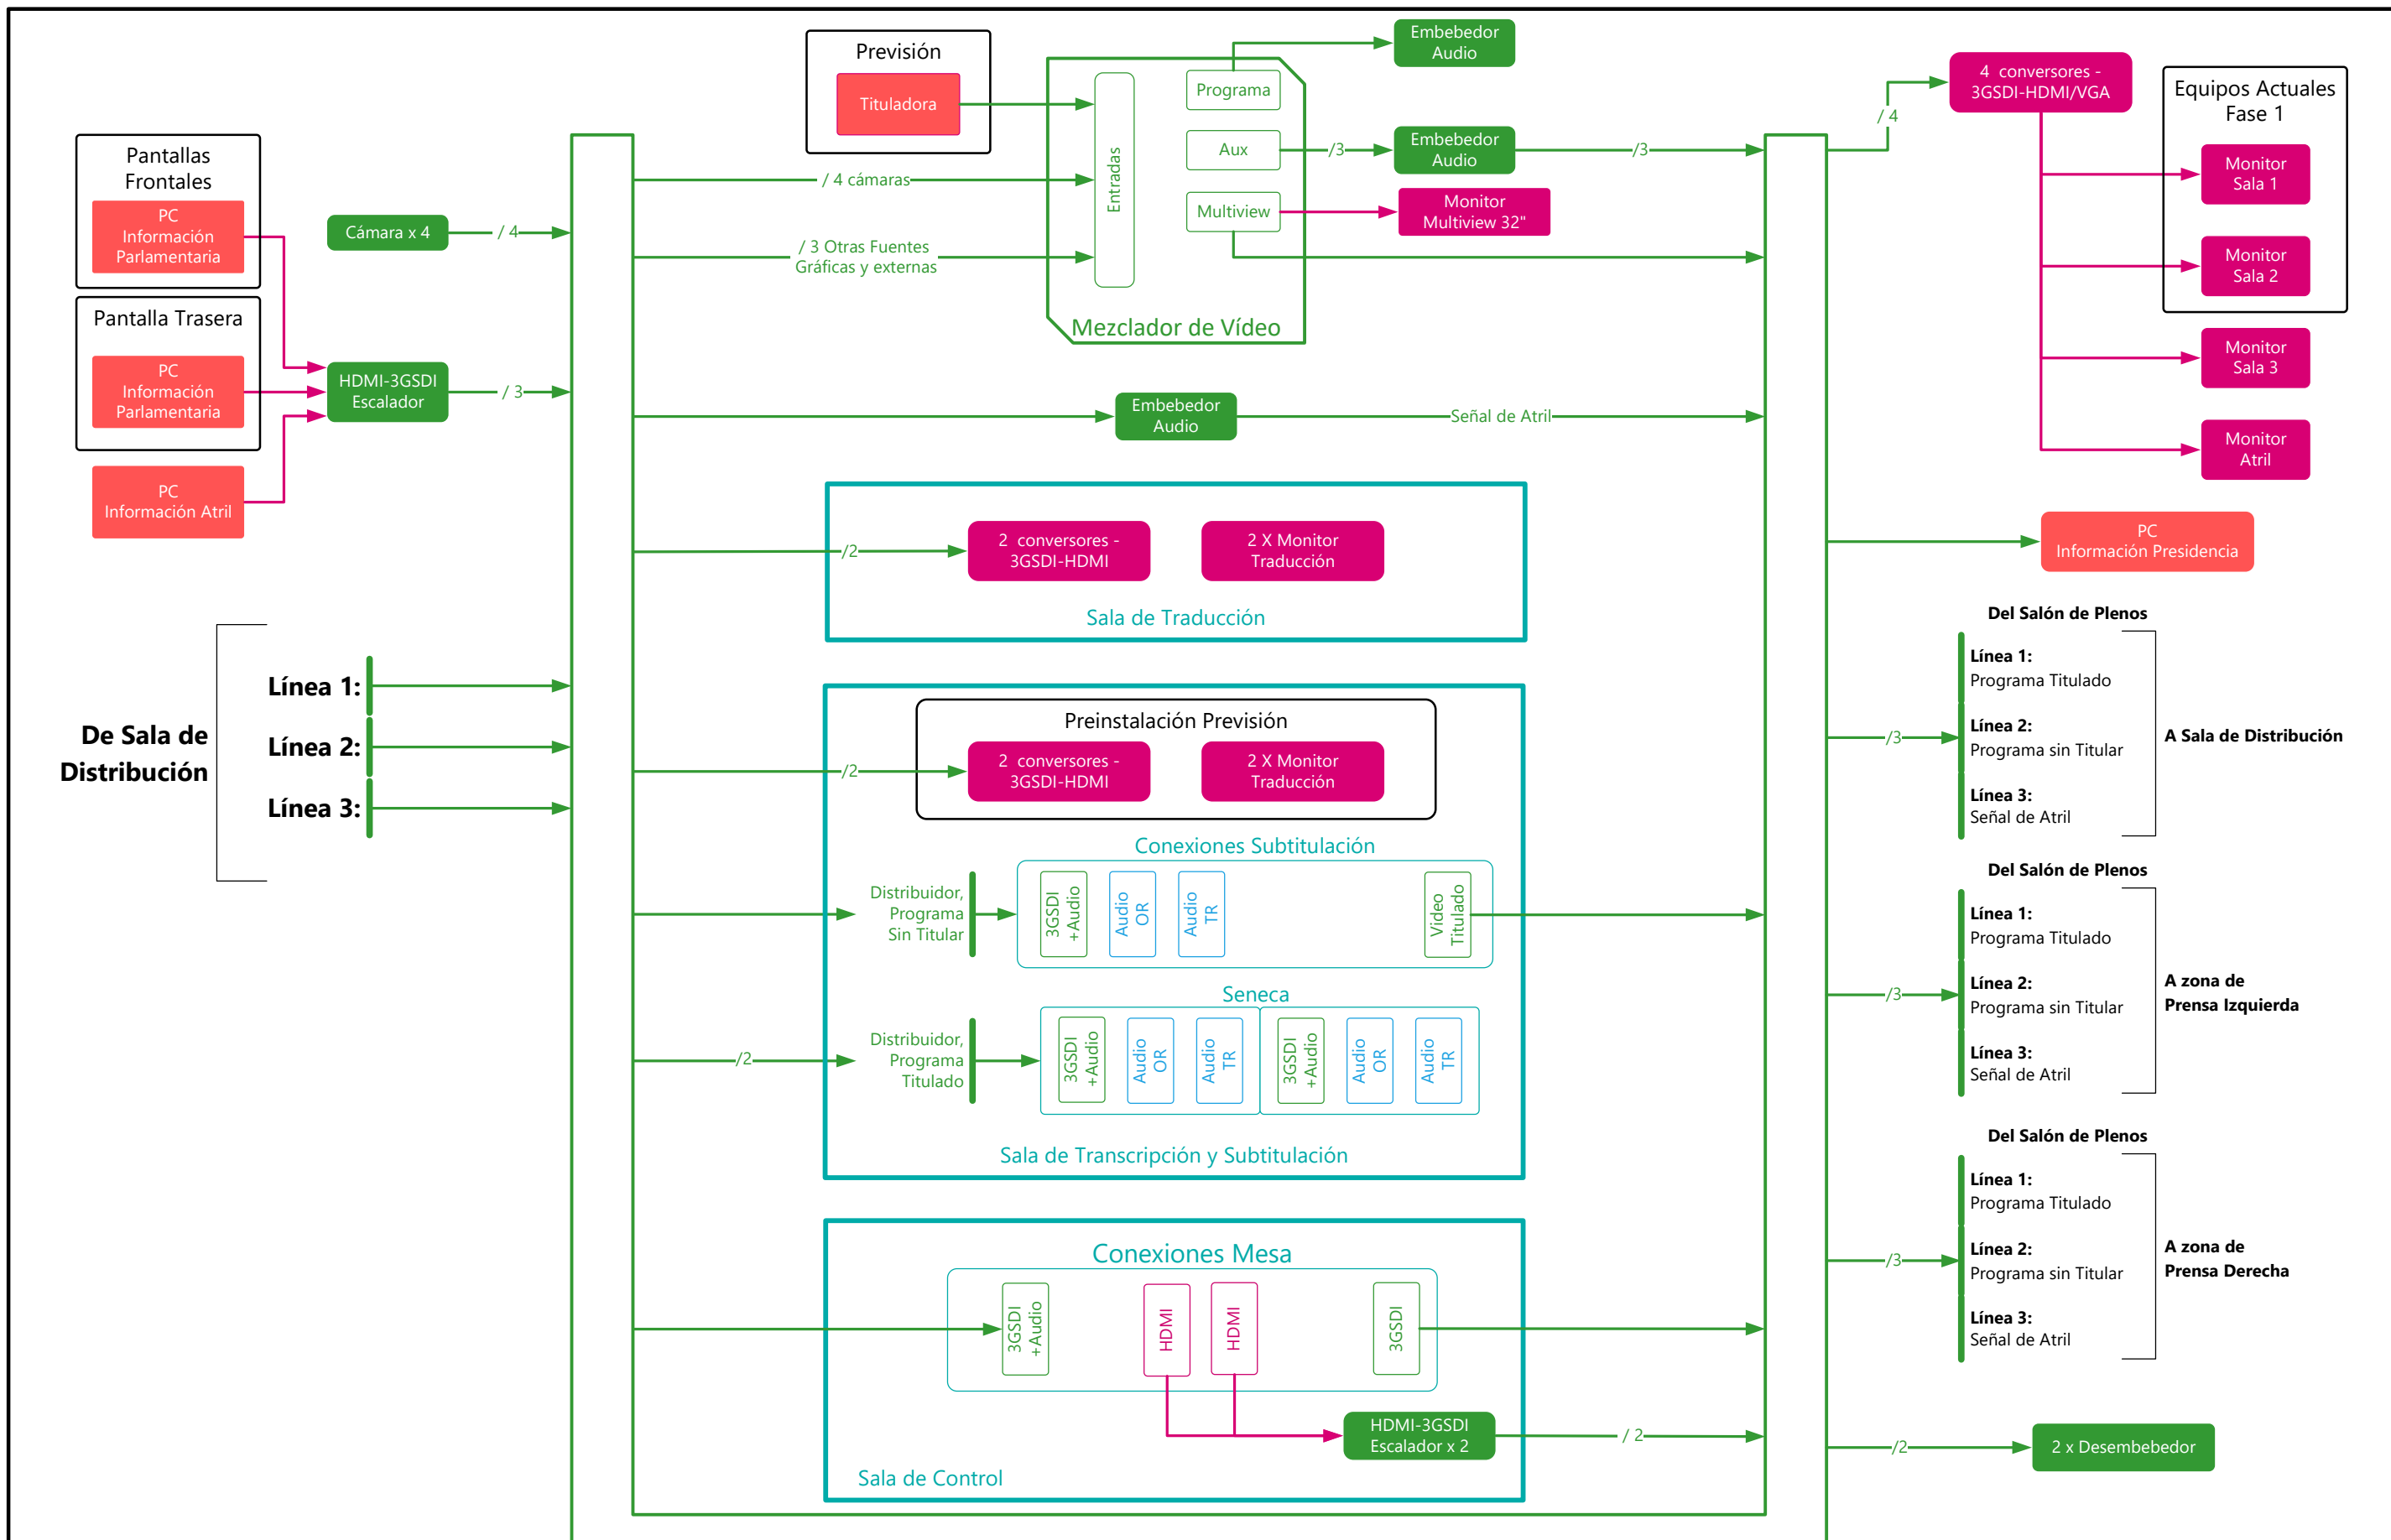 Previsión
Tituladora
Embebedor
Audio
Programa
Aux
Multiview
Entradas
/3
Embebedor
Audio
/3
Monitor
Multiview 32"
Mezclador de Vídeo
/ 4 cámaras
/ 3 Otras Fuentes
Gráficas y externas
Pantallas
Frontales
PC
Información
Parlamentaria
Pantalla Trasera
PC
Información
Parlamentaria
PC
Información Atril
Cámara x 4
/ 4
HDMI-3GSDI
Escalador
/ 3
Embebedor
Audio
Señal de Atril
4 conversores -
3GSDI-HDMI/VGA
/ 4
Equipos Actuales
Fase 1
Monitor
Sala 1
Monitor
Sala 2
Monitor
Sala 3
Monitor
Atril
PC
Información Presidencia
/2
2 conversores -
3GSDI-HDMI
2 X Monitor
Traducción
Sala de Traducción
De Sala de
Distribución
Línea 1:
Línea 2:
Línea 3:
Preinstalación Previsión
/2
2 conversores -
3GSDI-HDMI
2 X Monitor
Traducción
Conexiones Subtitulación
Distribuidor,
Programa
Sin Titular
3GSDI
+Audio
Audio
OR
Audio
TR
Video
Titulado
Seneca
/2
Distribuidor,
Programa
Titulado
3GSDI
+Audio
Audio
OR
Audio
TR
3GSDI
+Audio
Audio
OR
Audio
TR
Sala de Transcripción y Subtitulación
Conexiones Mesa
3GSDI
+Audio
HDMI
HDMI
3GSDI
HDMI-3GSDI
Escalador x 2
/ 2
Sala de Control
Del Salón de Plenos
/3
Línea 1:
Programa Titulado
Línea 2:
Programa sin Titular
Línea 3:
Señal de Atril
A Sala de Distribución
Del Salón de Plenos
/3
Línea 1:
Programa Titulado
Línea 2:
Programa sin Titular
Línea 3:
Señal de Atril
A zona de
Prensa Izquierda
Del Salón de Plenos
/3
Línea 1:
Programa Titulado
Línea 2:
Programa sin Titular
Línea 3:
Señal de Atril
A zona de
Prensa Derecha
/2
2 x Desembebedor